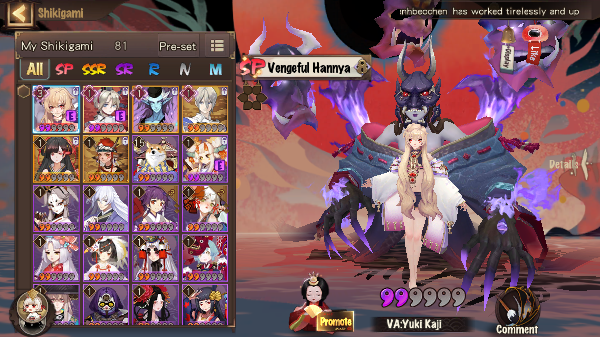 Shikigami
nhbeochen has worked tirelessly and up
My Shikigami 81 Pre-set
All SP SSR SR R N M
SP Vengeful Hannya
Details
Promote
VA:Yuki Kaji
Comment